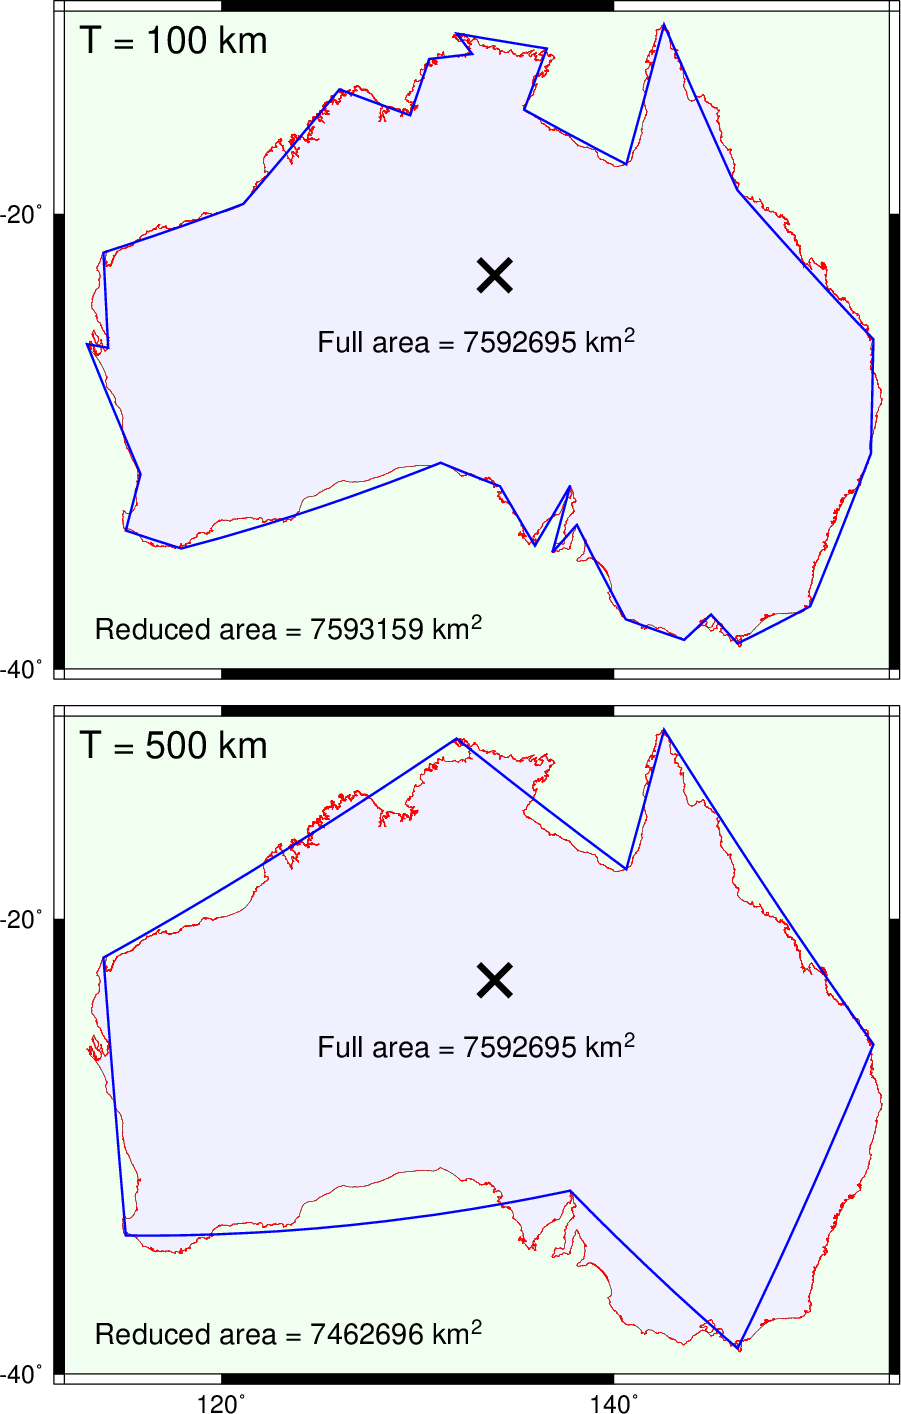 T = 100 km
-20°
Full area = 7592695 km²
Reduced area = 7593159 km²
-40°
T = 500 km
-20°
Full area = 7592695 km²
Reduced area = 7462696 km²
-40°
120° 140°